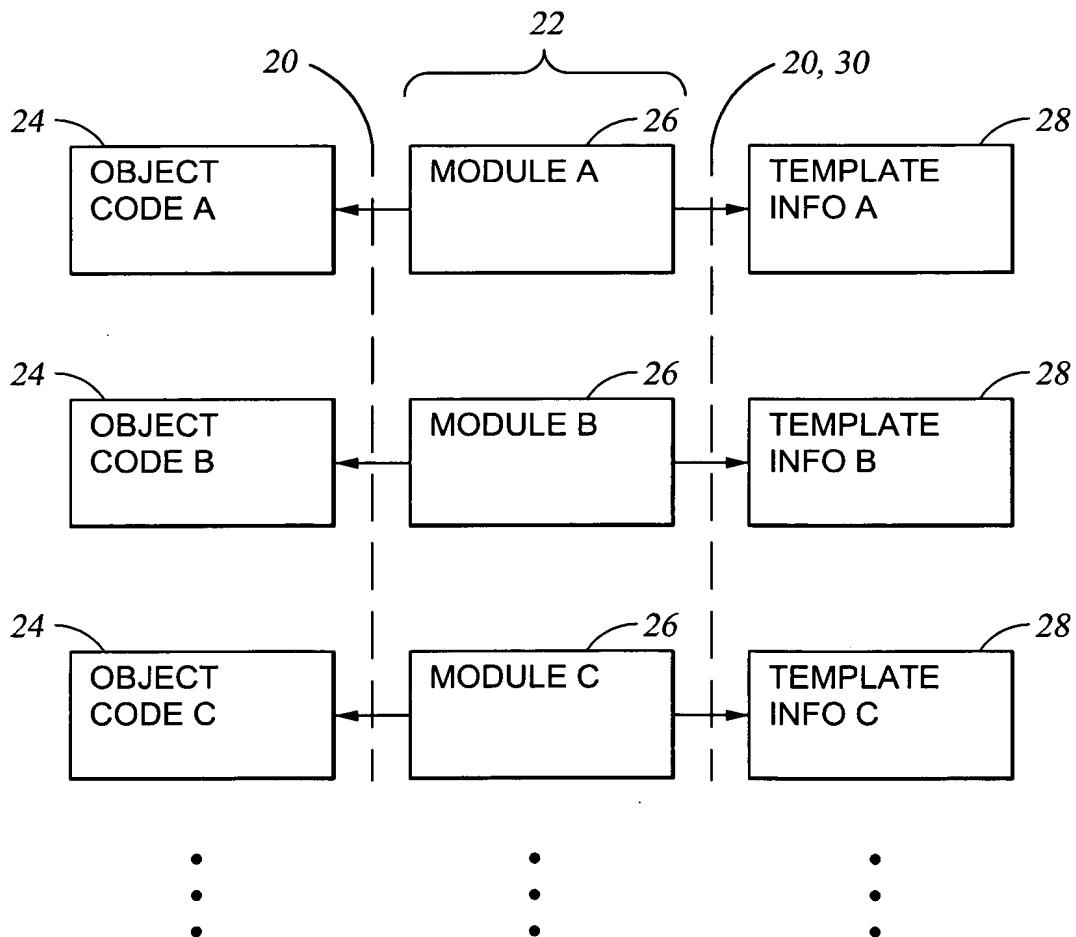 22
20
20, 30
24
26
28
OBJECT
CODE A
MODULE A
TEMPLATE
INFO A
24
26
28
OBJECT
CODE B
MODULE B
TEMPLATE
INFO B
24
26
28
OBJECT
CODE C
MODULE C
TEMPLATE
INFO C